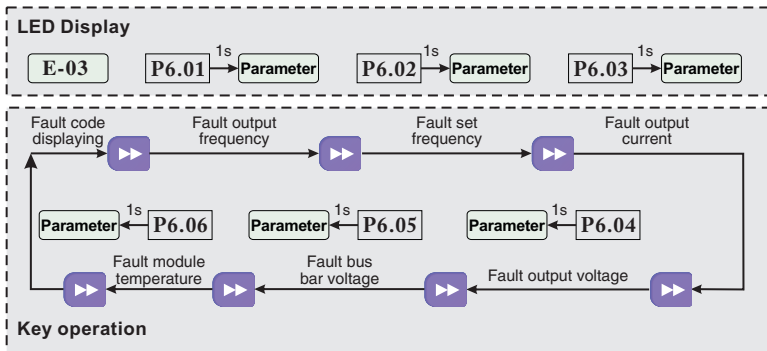 LED Display
E-03
P6.01
1s
Parameter
P6.02
1s
Parameter
P6.03
1s
Parameter
Fault code
displaying
Fault output
frequency
Fault set
frequency
Fault output
current
Parameter
1s
P6.06
Parameter
1s
P6.05
Parameter
1s
P6.04
Fault module
temperature
Fault bus
bar voltage
Fault output voltage
Key operation